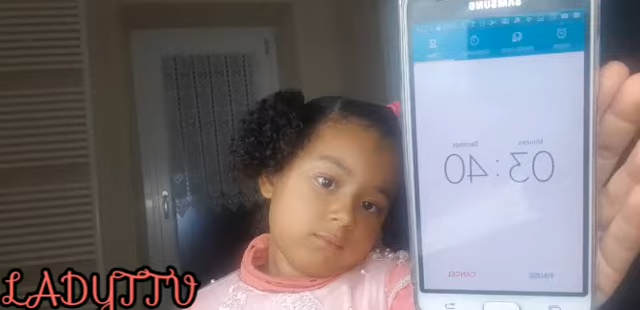 SAMSUNG
Minutes Seconds
03 : 40
PAUSE CANCEL
LADYTTV